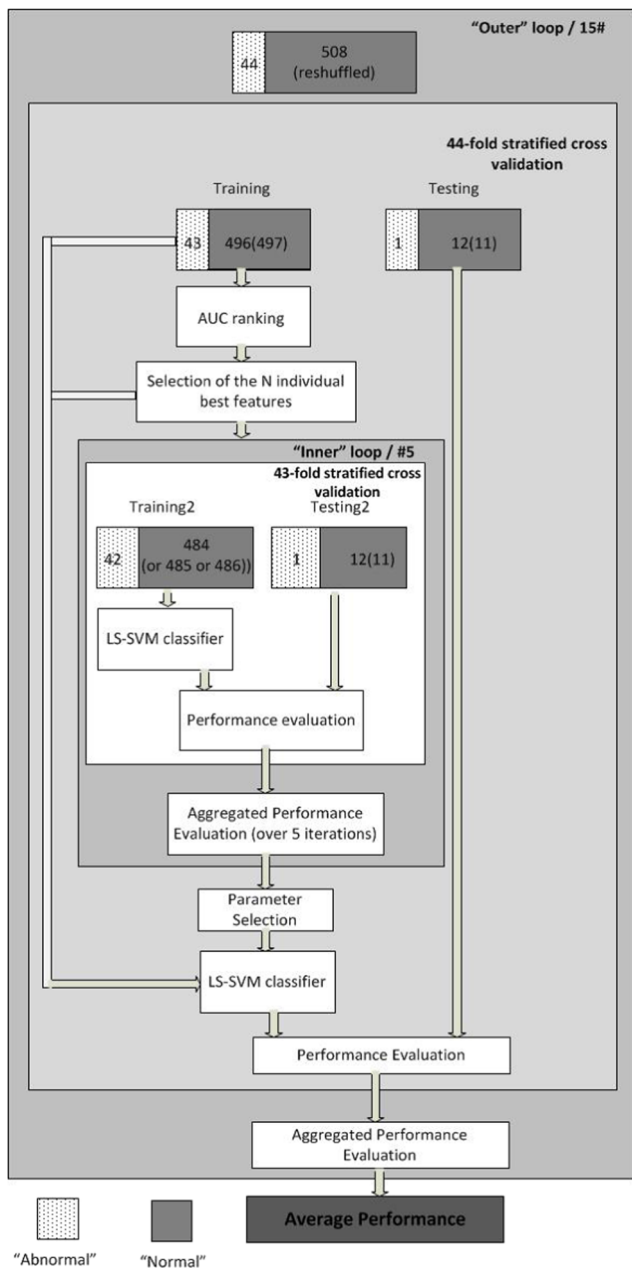 “Outer” loop / 15#
44
508
(reshuffled)
44-fold stratified cross
validation
Training
Testing
43
496(497)
1
12(11)
AUC ranking
Selection of the N individual
best features
“Inner” loop / #5
43-fold stratified cross
validation
Training2
Testing2
42
484
(or 485 or 486))
1
12(11)
LS-SVM classifier
Performance evaluation
Aggregated Performance
Evaluation (over 5 iterations)
Parameter
Selection
LS-SVM classifier
Performance Evaluation
Aggregated Performance
Evaluation
Average Performance
“Abnormal”
“Normal”